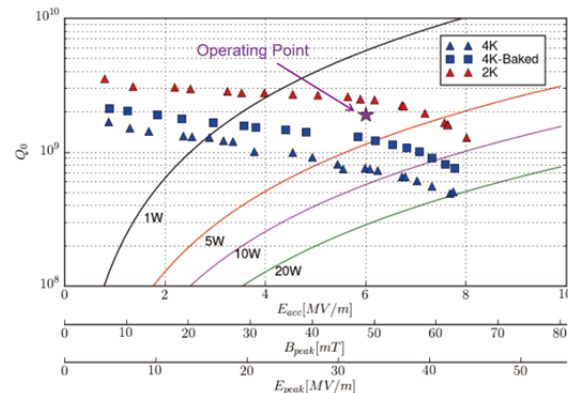 10^10
Operating Point
4K
4K-Baked
2K
Q_0
10^9
1W
5W
10W
20W
10^8
0 2 4 6 8 10
E_acc[MV/m]
0 10 20 30 40 50 60 70 80
B_peak[mT]
0 10 20 30 40 50
E_peak[MV/m]